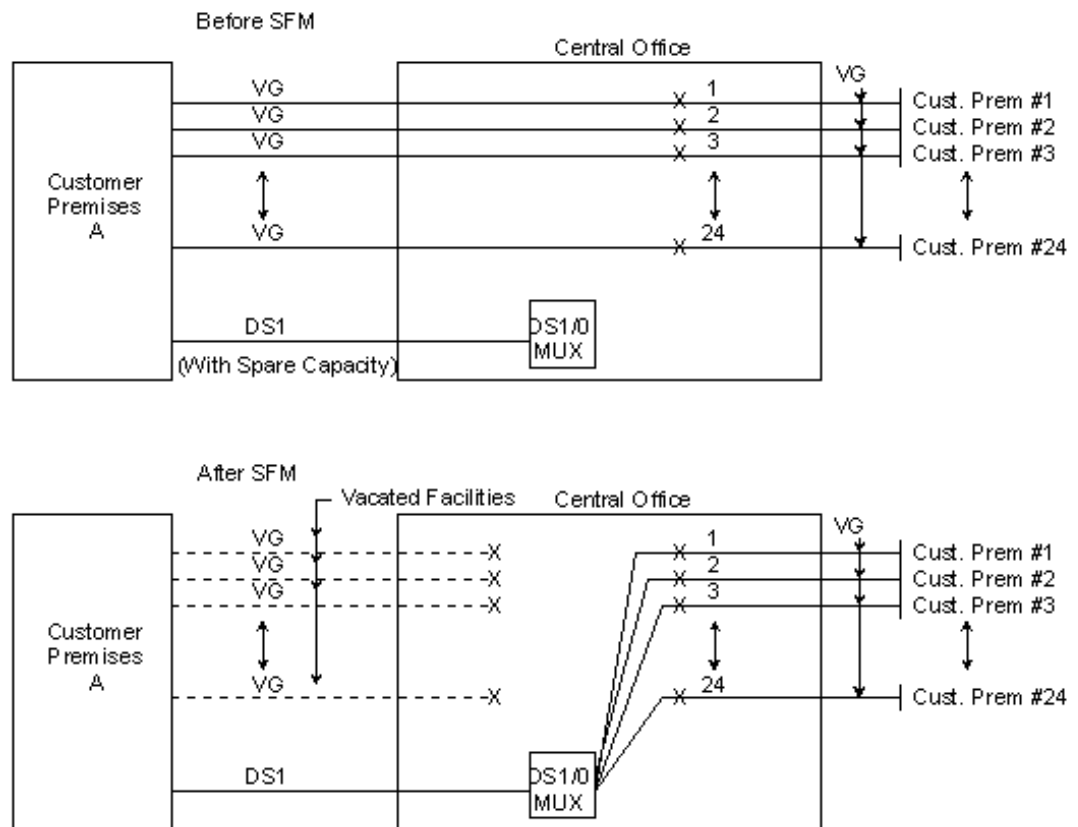 Before SFM
Central Office
VG
VG
1
Cust. Prem #1
VG
2
Cust. Prem #2
VG
3
Cust. Prem #3
Customer
Premises
A
VG
24
Cust. Prem #24
X
X
X
X
DS1
(With Spare Capacity)
DS1/0
MUX
After SFM
Vacated Facilities
Central Office
VG
VG
X
X
1
Cust. Prem #1
VG
X
X
2
Cust. Prem #2
VG
X
X
3
Cust. Prem #3
Customer
Premises
A
VG
X
X
24
Cust. Prem #24
DS1
DS1/0
MUX